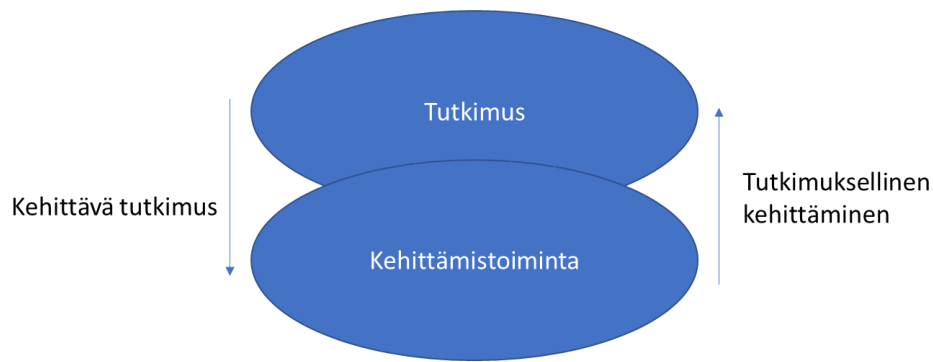 Tutkimus
Kehittävä tutkimus
Tutkimuksellinen
kehittäminen
Kehittämistoiminta